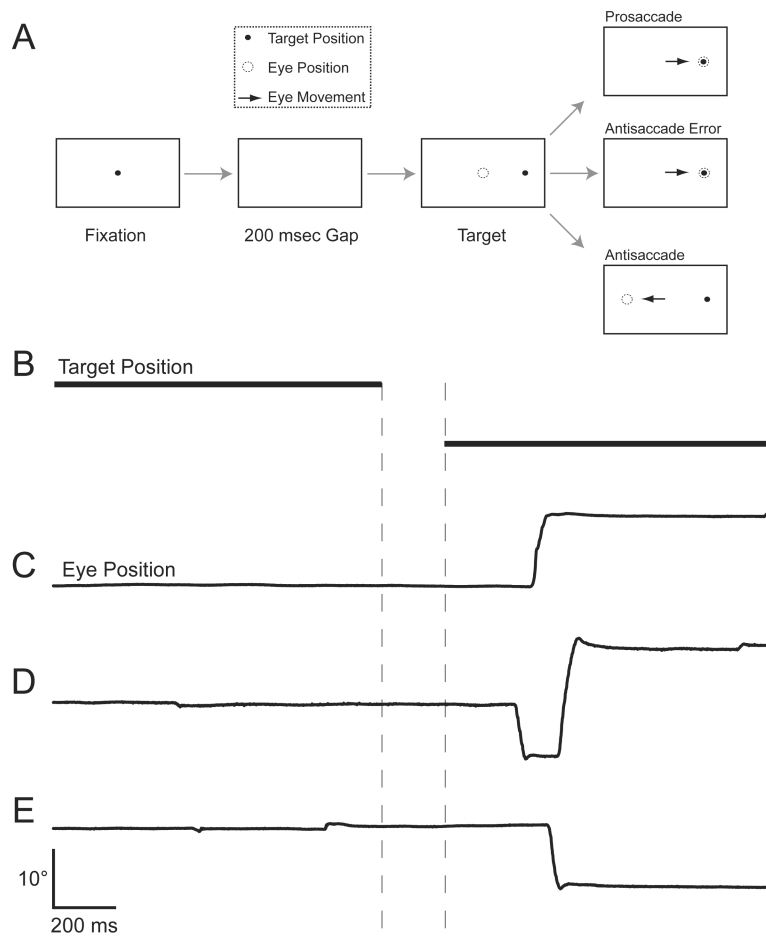 A
Target Position
Eye Position
Eye Movement
Prosaccade
Antisaccade Error
Antisaccade
Fixation
200 msec Gap
Target
B
Target Position
C
Eye Position
D
E
10°
200 ms